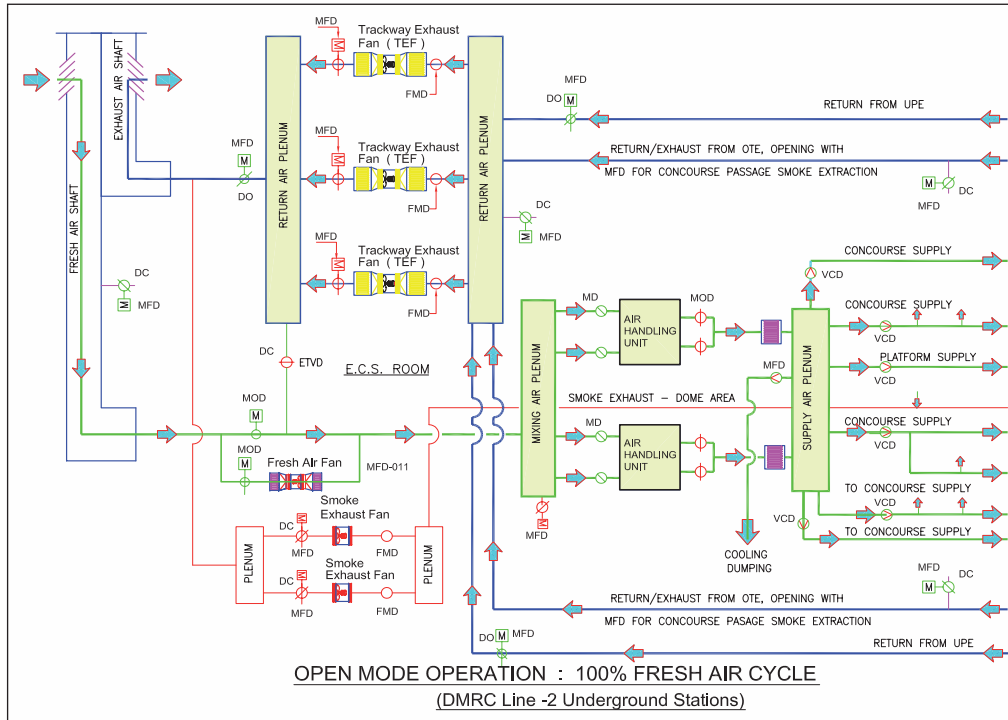 MFD
Trackway Exhaust
Fan ( TEF )
M
FMD
EXHAUST AIR SHAFT
FRESH AIR SHAFT
MFD
M
DO
RETURN AIR PLENUM
MFD
Trackway Exhaust
Fan (TEF)
M
FMD
RETURN AIR PLENUM
MFD
DO
M
RETURN FROM UPE
RETURN/EXHAUST FROM OTE, OPENING WITH
MFD FOR CONCOURSE PASSAGE SMOKE EXTRACTION
M
DC
MFD
DC
M
MFD
MFD
Trackway Exhaust
Fan (TEF)
M
FMD
DC
M
MFD
CONCOURSE SUPPLY
VCD
MD
AIR
HANDLING
UNIT
MOD
CONCOURSE SUPPLY
VCD
PLATFORM SUPPLY
VCD
MFD
DC
ETVD
E.C.S. ROOM
MIXING AIR PLENUM
SUPPLY AIR PLENUM
SMOKE EXHAUST – DOME AREA
MOD
M
MOD
M
Fresh Air Fan
MFD-011
MD
AIR
HANDLING
UNIT
CONCOURSE SUPPLY
VCD
CONCOURSE SUPPLY
TO CONCOURSE SUPPLY
VCD
VCD
TO CONCOURSE SUPPLY
M
MFD
COOLING
DUMPING
PLENUM
DC
M
MFD
Smoke
Exhaust Fan
FMD
DC
M
MFD
Smoke
Exhaust Fan
FMD
PLENUM
MFD
M
DC
RETURN/EXHAUST FROM OTE, OPENING WITH
MFD FOR CONCOURSE PASAGE SMOKE EXTRACTION
DO
M
MFD
RETURN FROM UPE
OPEN MODE OPERATION : 100% FRESH AIR CYCLE
(DMRC Line -2 Underground Stations)